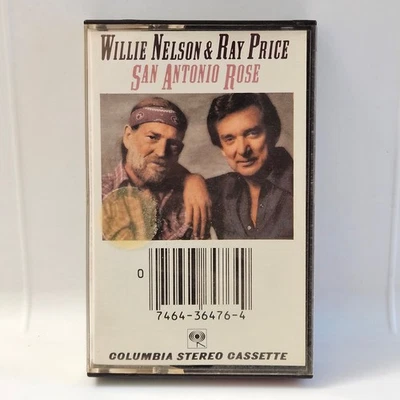 WILLIE NELSON & RAY PRICE
SAN ANTONIO ROSE
0
7464-36476-4
COLUMBIA STEREO CASSETTE